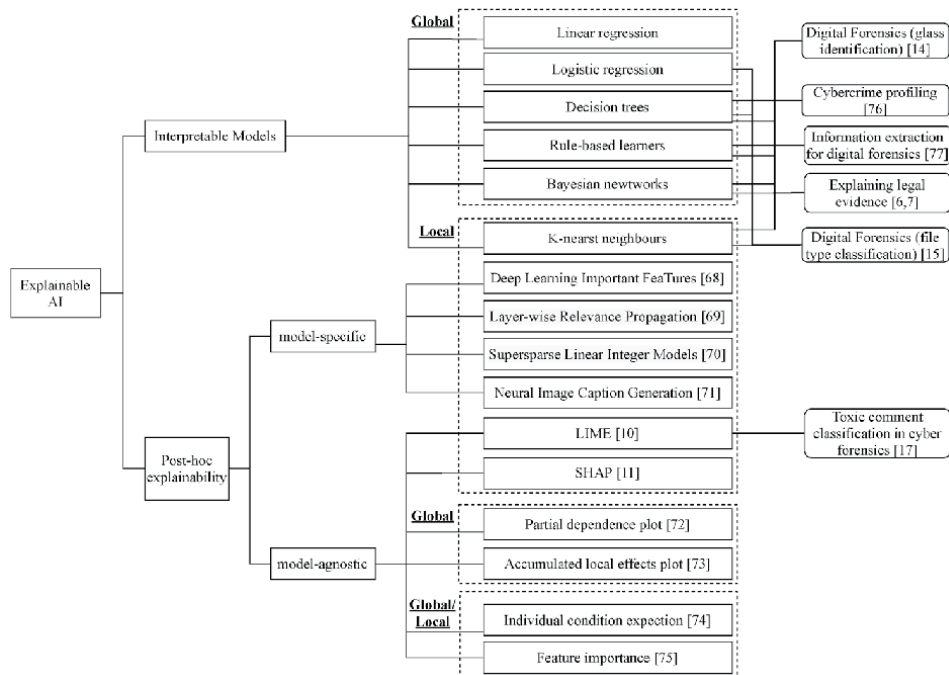 Global
Linear regression
Logistic regression
Decision trees
Rule-based learners
Bayesian newtworks
Interpretable Models
Local
K-nearst neighbours
Explainable
AI
model-specific
Deep Learning Important FeaTures [68]
Layer-wise Relevance Propagation [69]
Supersparse Linear Integer Models [70]
Neural Image Caption Generation [71]
Post-hoc
explainability
LIME [10]
SHAP [11]
model-agnostic
Global
Partial dependence plot [72]
Accumulated local effects plot [73]
Global/
Local
Individual condition expection [74]
Feature importance [75]
Digital Forensics (glass
identification) [14]
Cybercrime profiling
[76]
Information extraction
for digital forensics [77]
Explaining legal
evidence [6,7]
Digital Forensics (file
type classification) [15]
Toxic comment
classification in cyber
forensics [17]